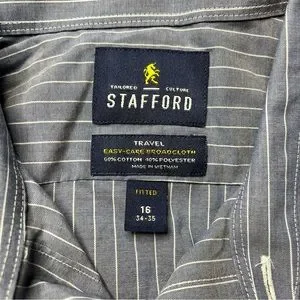 TAILORED CULTURE
STAFFORD
TRAVEL
EASY-CARE BROADCLOTH
60% COTTON 40% POLYESTER
MADE IN VIETNAM
FITTED
16
34-35